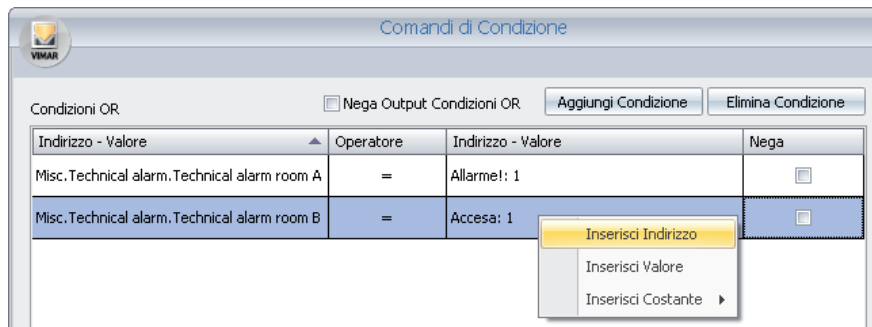 Comandi di Condizione
VIMAR
Condizioni OR Nega Output Condizioni OR Aggiungi Condizione Elimina Condizione
Indirizzo - Valore Operatore Indirizzo - Valore Nega
Misc.Technical alarm.Technical alarm room A = Allarme!: 1
Misc.Technical alarm.Technical alarm room B = Accesa: 1
Inserisci Indirizzo
Inserisci Valore
Inserisci Costante